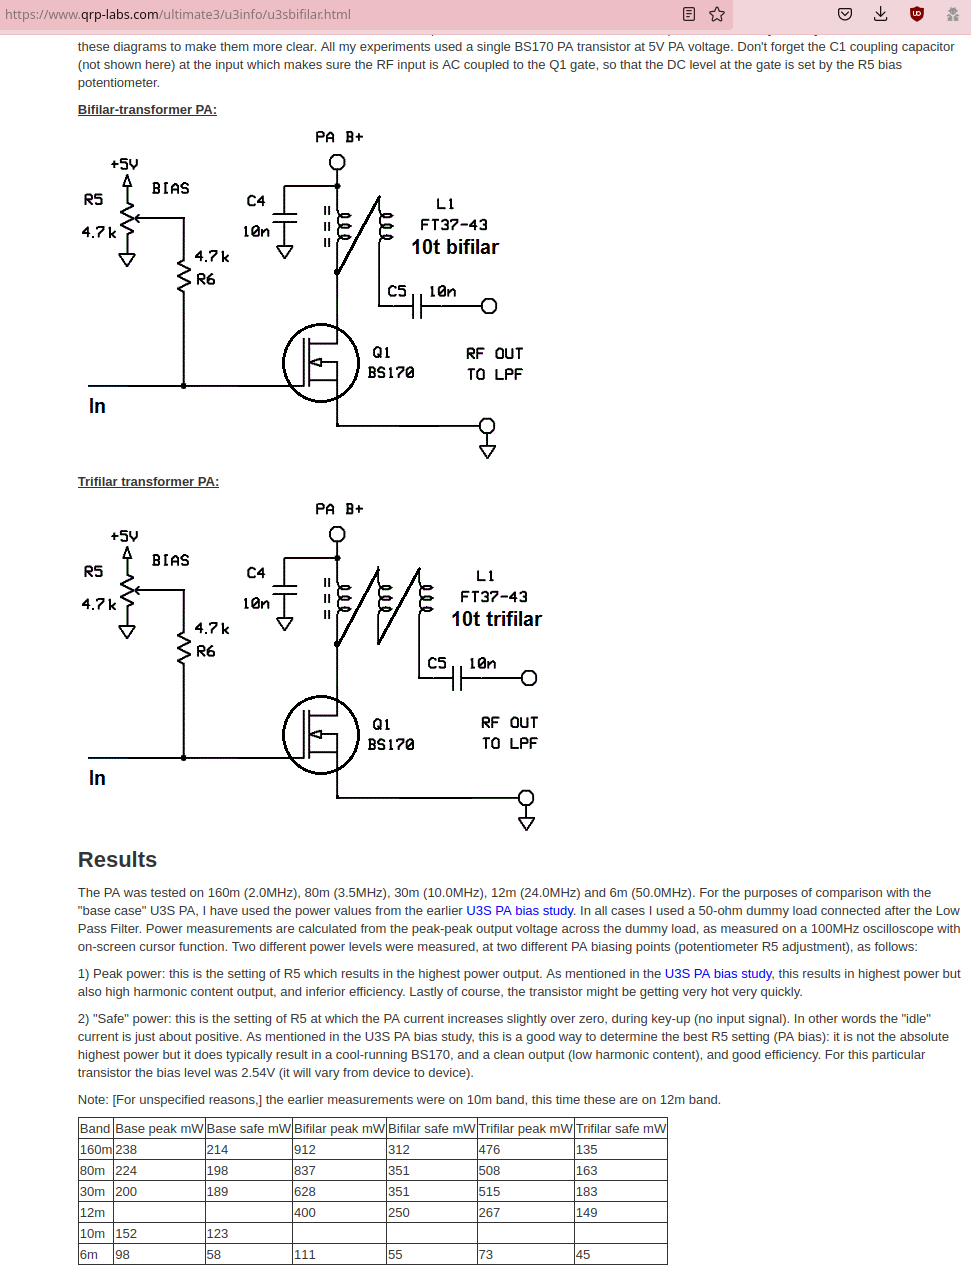 https://www.qrp-labs.com/ultimate3/u3info/u3sbifilar.html
these diagrams to make them more clear. All my experiments used a single BS170 PA transistor at 5V PA voltage. Don't forget the C1 coupling capacitor
(not shown here) at the input which makes sure the RF input is AC coupled to the Q1 gate, so that the DC level at the gate is set by the R5 bias
potentiometer.
Bifilar-transformer PA:
PA B+
+5V
BIAS
R5
4.7k
C4
10n
L1
FT37-43
10t bifilar
4.7k
R6
C5 10n
Q1
BS170
RF OUT
TO LPF
In
Trifilar transformer PA:
PA B+
+5V
BIAS
R5
4.7k
C4
10n
L1
FT37-43
10t trifilar
4.7k
R6
C5 10n
Q1
BS170
RF OUT
TO LPF
In
Results
The PA was tested on 160m (2.0MHz), 80m (3.5MHz), 30m (10.0MHz), 12m (24.0MHz) and 6m (50.0MHz). For the purposes of comparison with the
"base case" U3S PA, I have used the power values from the earlier U3S PA bias study. In all cases I used a 50-ohm dummy load connected after the Low
Pass Filter. Power measurements are calculated from the peak-peak output voltage across the dummy load, as measured on a 100MHz oscilloscope with
on-screen cursor function. Two different power levels were measured, at two different PA biasing points (potentiometer R5 adjustment), as follows:
1) Peak power: this is the setting of R5 which results in the highest power output. As mentioned in the U3S PA bias study, this results in highest power but
also high harmonic content output, and inferior efficiency. Lastly of course, the transistor might be getting very hot very quickly.
2) "Safe" power: this is the setting of R5 at which the PA current increases slightly over zero, during key-up (no input signal). In other words the "idle"
current is just about positive. As mentioned in the U3S PA bias study, this is a good way to determine the best R5 setting (PA bias): it is not the absolute
highest power but it does typically result in a cool-running BS170, and a clean output (low harmonic content), and good efficiency. For this particular
transistor the bias level was 2.54V (it will vary from device to device).
Note: [For unspecified reasons,] the earlier measurements were on 10m band, this time these are on 12m band.
Band Base peak mW Base safe mW Bifilar peak mW Bifilar safe mW Trifilar peak mW Trifilar safe mW
160m 238 214 912 312 476 135
80m 224 198 837 351 508 163
30m 200 189 628 351 515 183
12m 400 250 267 149
10m 152 123
6m 98 58 111 55 73 45